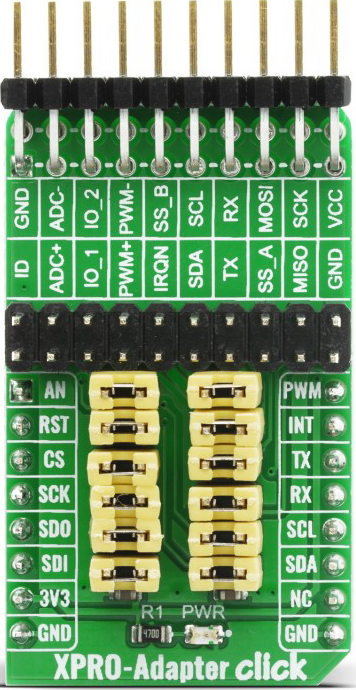 GND ADC- IO_2 PWM- SS_B SCL RX MOSI SCK VCC
ID ADC+ IO_1 PWM+ IRQN SDA TX SS_A MISO GND
AN PWM
RST INT
CS TX
SCK RX
SDO SCL
SDI SDA
3V3 NC
GND GND
R1 PWR
4700
XPRO-Adapter click